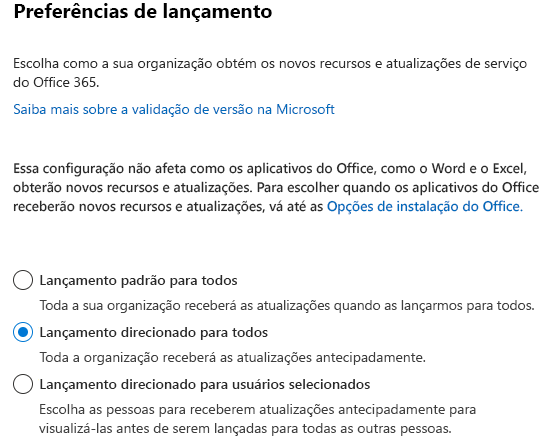 Preferências de lançamento
Escolha como a sua organização obtém os novos recursos e atualizações de serviço
do Office 365.
Saiba mais sobre a validação de versão na Microsoft
Essa configuração não afeta como os aplicativos do Office, como o Word e o Excel,
obterão novos recursos e atualizações. Para escolher quando os aplicativos do Office
receberão novos recursos e atualizações, vá até as Opções de instalação do Office.
Lançamento padrão para todos
Toda a sua organização receberá as atualizações quando as lançarmos para todos.
Lançamento direcionado para todos
Toda a organização receberá as atualizações antecipadamente.
Lançamento direcionado para usuários selecionados
Escolha as pessoas para receberem atualizações antecipadamente para
visualizá-las antes de serem lançadas para todas as outras pessoas.